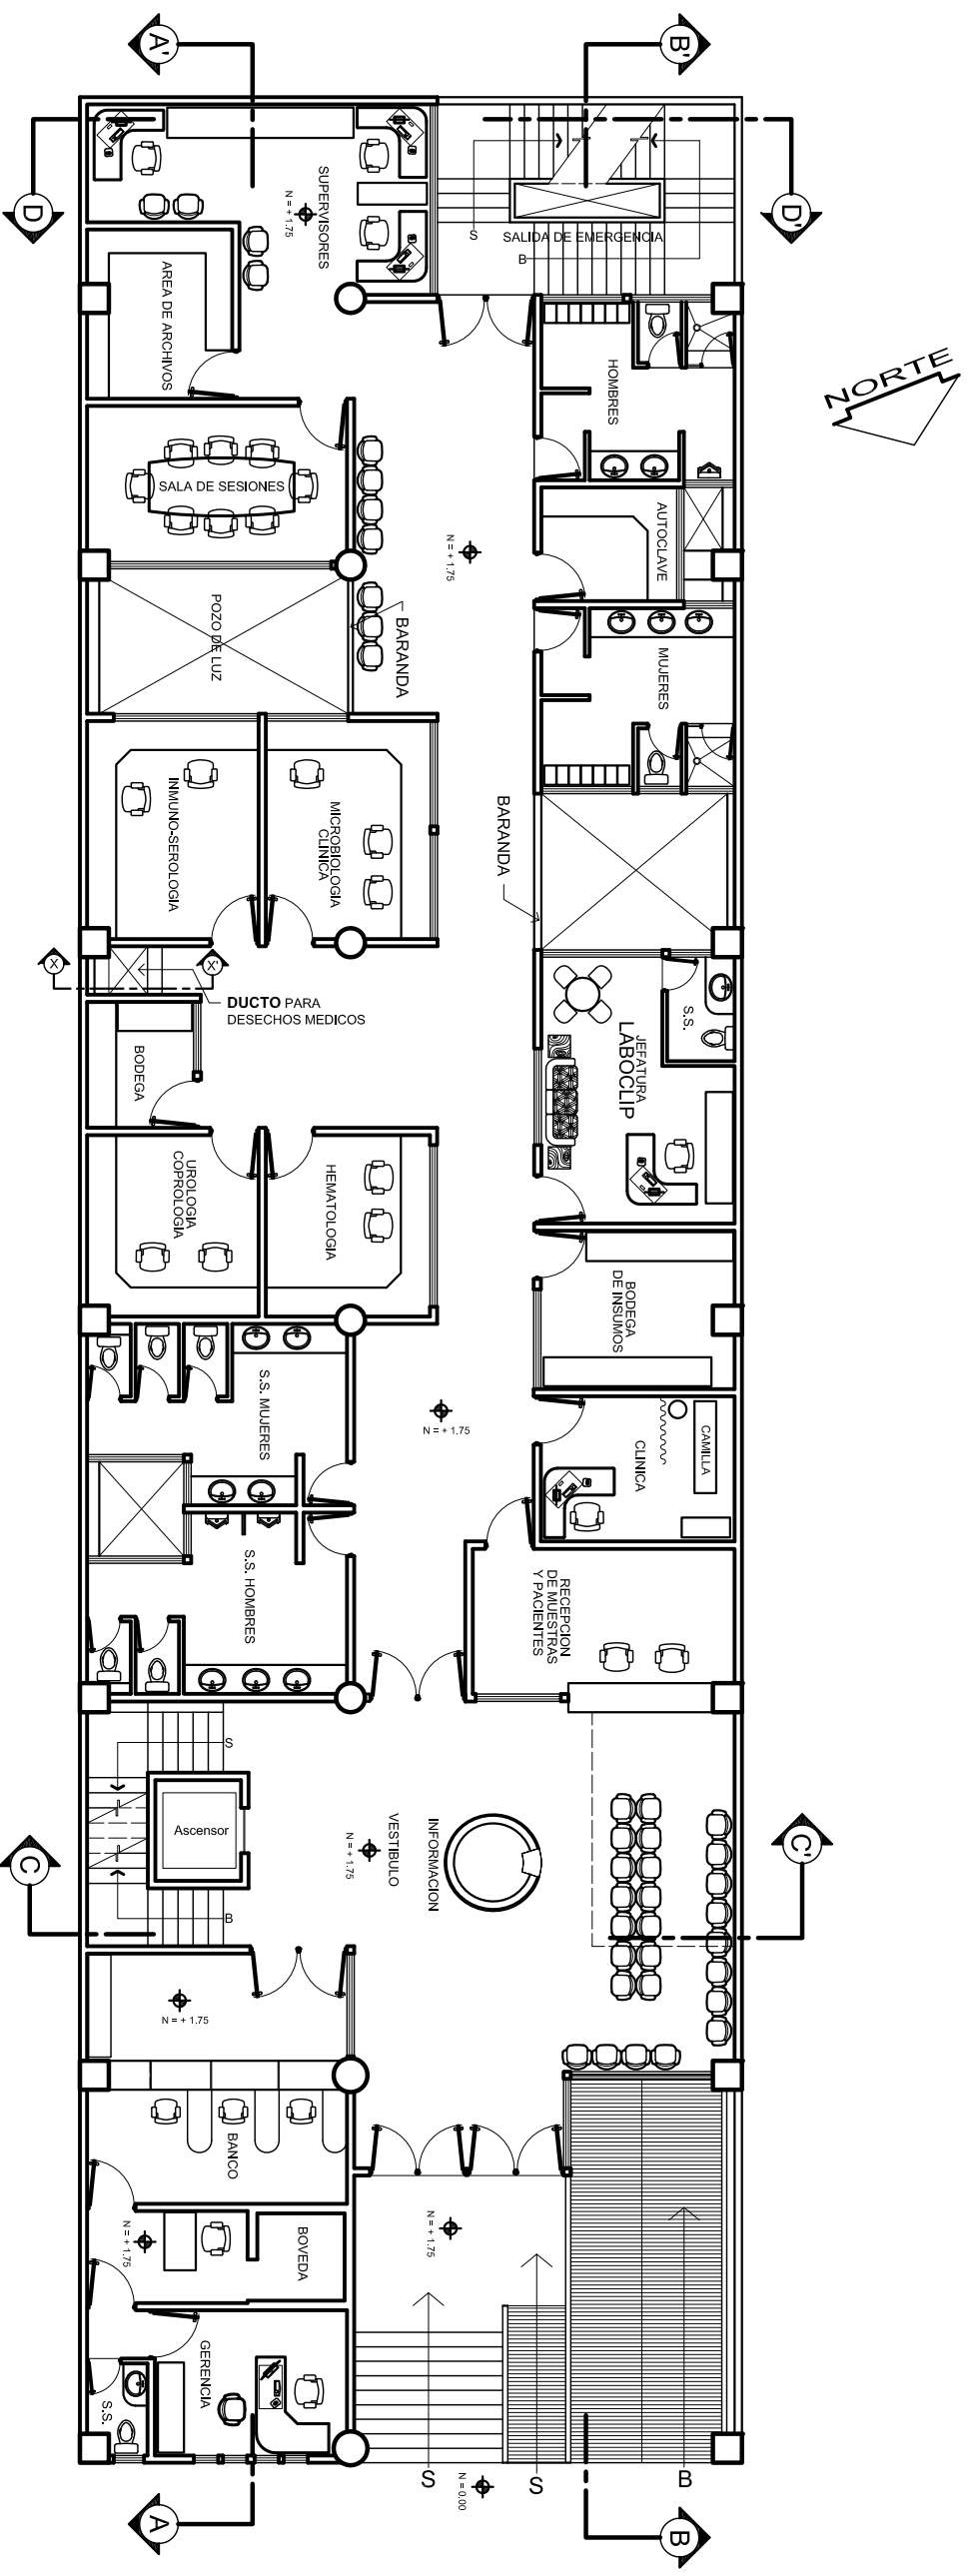 A'
B'
D
D'
SUPERVISORES
N = + 1.75
S
SALIDA DE EMERGENCIA
B
NORTE
AREA DE ARCHIVOS
HOMBRES
SALA DE SESIONES
AUTOCLAVE
N = + 1.75
POZO DE LUZ
BARANDA
MUJERES
INMUNO-SEROLOGIA
MICROBIOLOGIA
CLINICA
BARANDA
X
X'
DUCTO PARA
DESECHOS MEDICOS
S.S.
JEFATURA
LABOCLIP
BODEGA
UROLOGIA
COPROLOGIA
HEMATOLOGIA
BODEGA
DE INSUMOS
S.S. MUJERES
N = + 1.75
CLINICA
CAMILLA
S.S. HOMBRES
RECEPCION
DE MUESTRAS
Y PACIENTES
S
Ascensor
B
VESTIBULO
N = + 1.75
INFORMACION
C
C'
N = + 1.75
BANCO
N = + 1.75
BOVEDA
N = + 1.75
GERENCIA
S.S.
S
N = 0.00
S
B
A
B